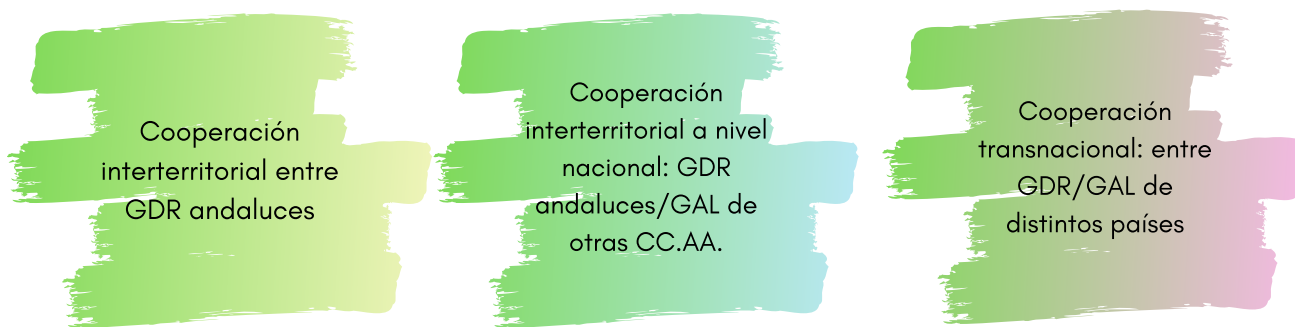 Cooperación
interterritorial entre
GDR andaluces
Cooperación
interterritorial a nivel
nacional: GDR
andaluces/GAL de
otras CC.AA.
Cooperación
transnacional: entre
GDR/GAL de
distintos países